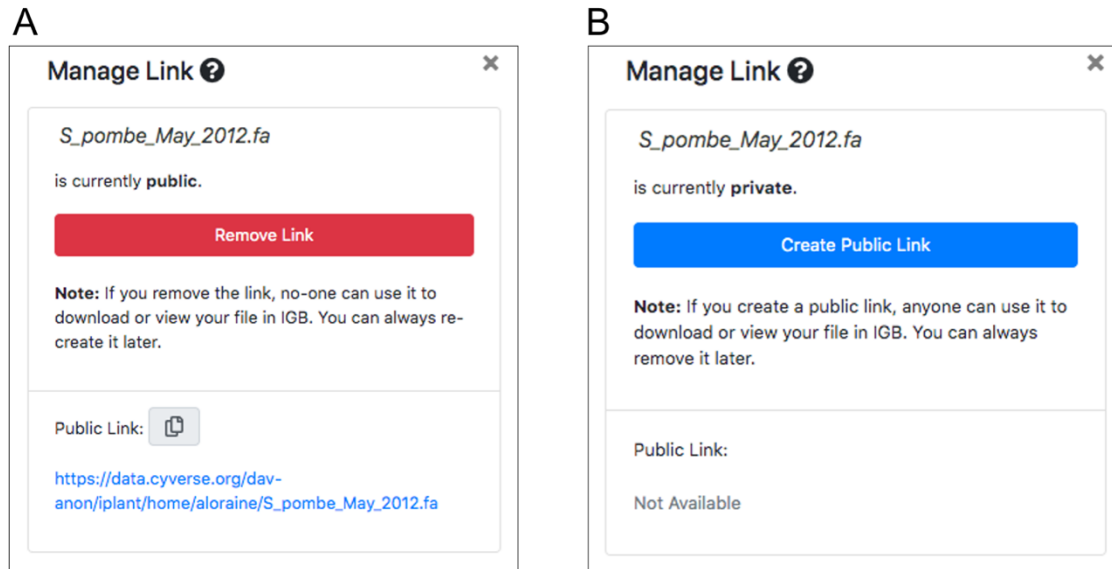 A
Manage Link
S_pombe_May_2012.fa
is currently public.
Remove Link
Note: If you remove the link, no-one can use it to
download or view your file in IGB. You can always re-
create it later.
Public Link:
https://data.cyverse.org/dav-
anon/iplant/home/aloraine/S_pombe_May_2012.fa
B
Manage Link
S_pombe_May_2012.fa
is currently private.
Create Public Link
Note: If you create a public link, anyone can use it to
download or view your file in IGB. You can always
remove it later.
Public Link:
Not Available